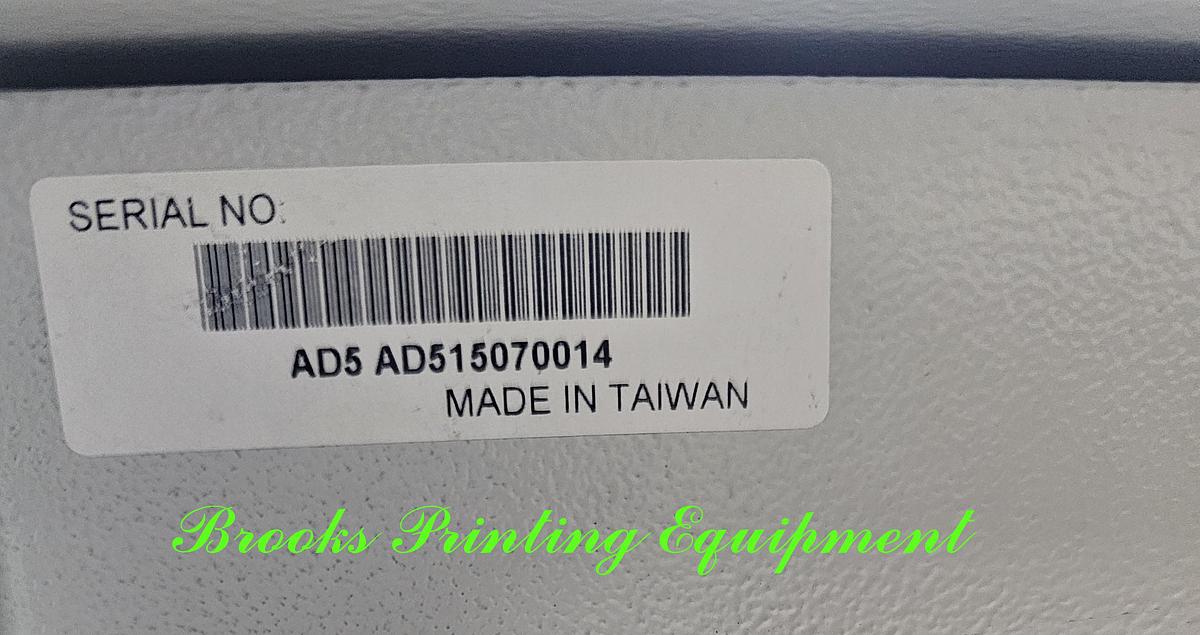 SERIAL NO:
AD5 AD515070014
MADE IN TAIWAN
Brooks Printing Equipment